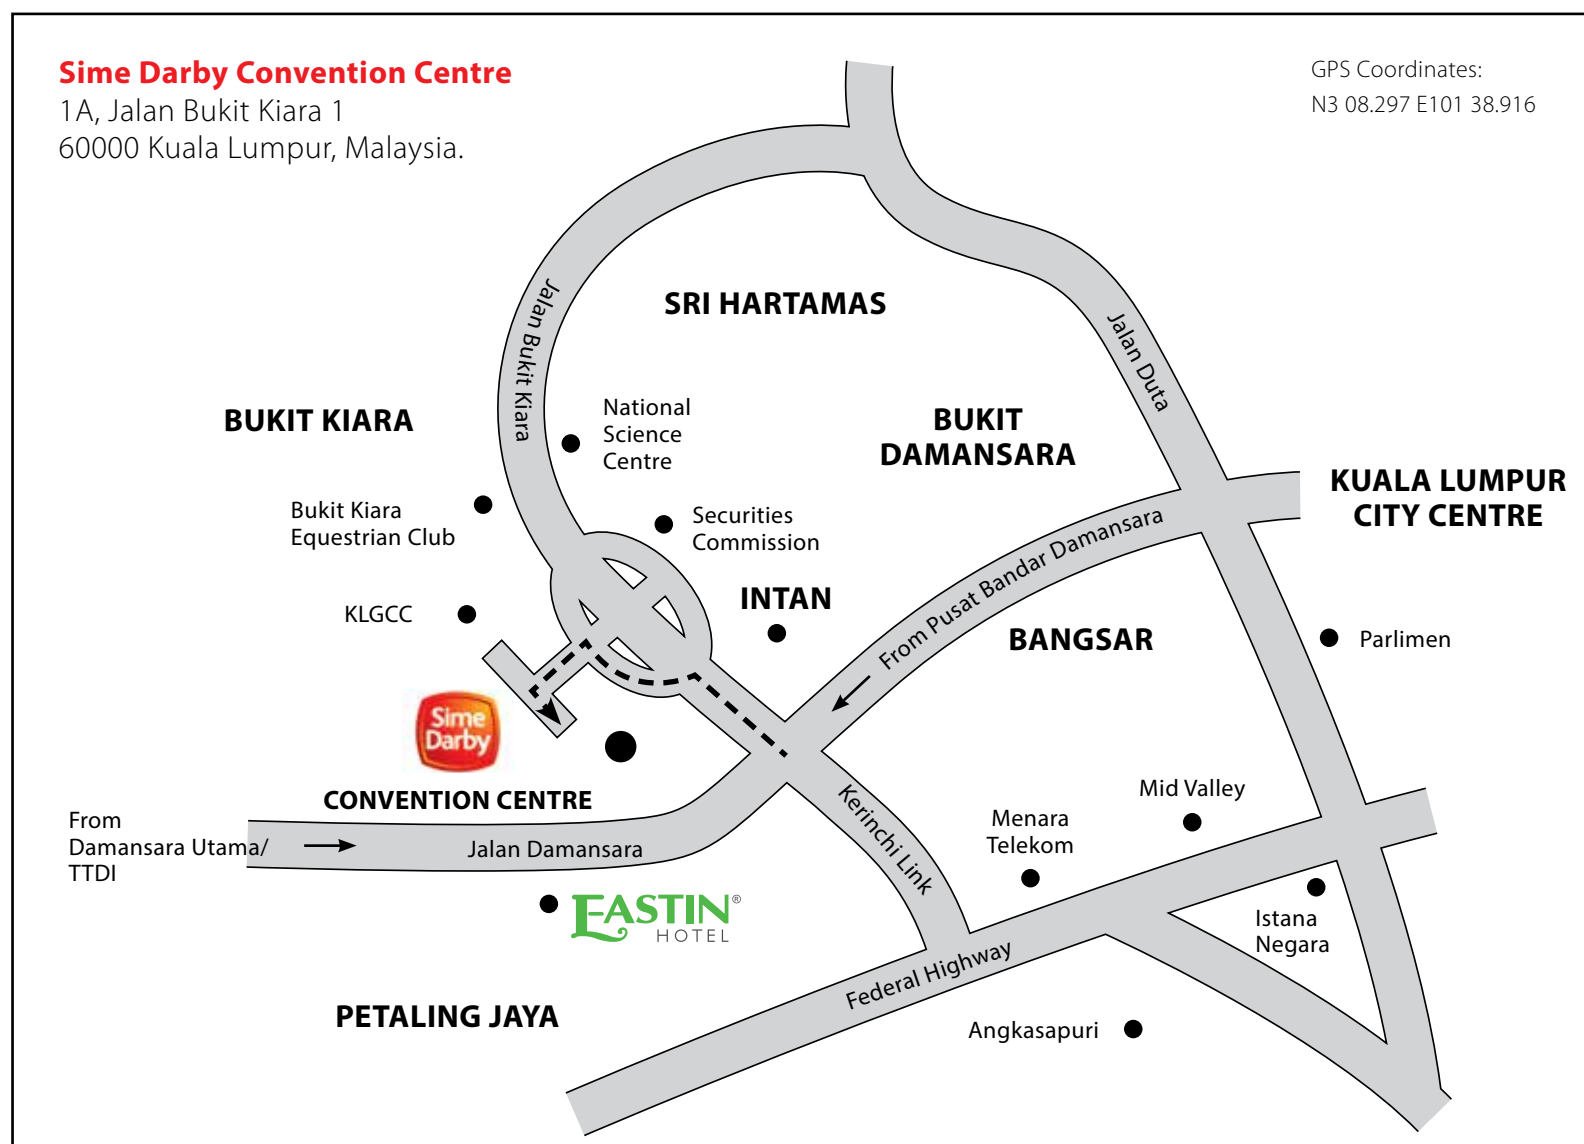 Sime Darby Convention Centre
1A, Jalan Bukit Kiara 1
60000 Kuala Lumpur, Malaysia.
GPS Coordinates:
N3 08.297 E101 38.916
Jalan Bukit Kiara
SRI HARTAMAS
Jalan Duta
BUKIT KIARA
National
Science
Centre
BUKIT
DAMANSARA
KUALA LUMPUR
CITY CENTRE
Bukit Kiara
Equestrian Club
Securities
Commission
From Pusat Bandar Damansara
INTAN
KLGCC
BANGSAR
Parlimen
Sime
Darby
CONVENTION CENTRE
From
Damansara Utama/
TTDI
Jalan Damansara
Kerinchi Link
Mid Valley
Menara
Telekom
EASTIN®
HOTEL
Istana
Negara
Federal Highway
PETALING JAYA
Angkasapuri